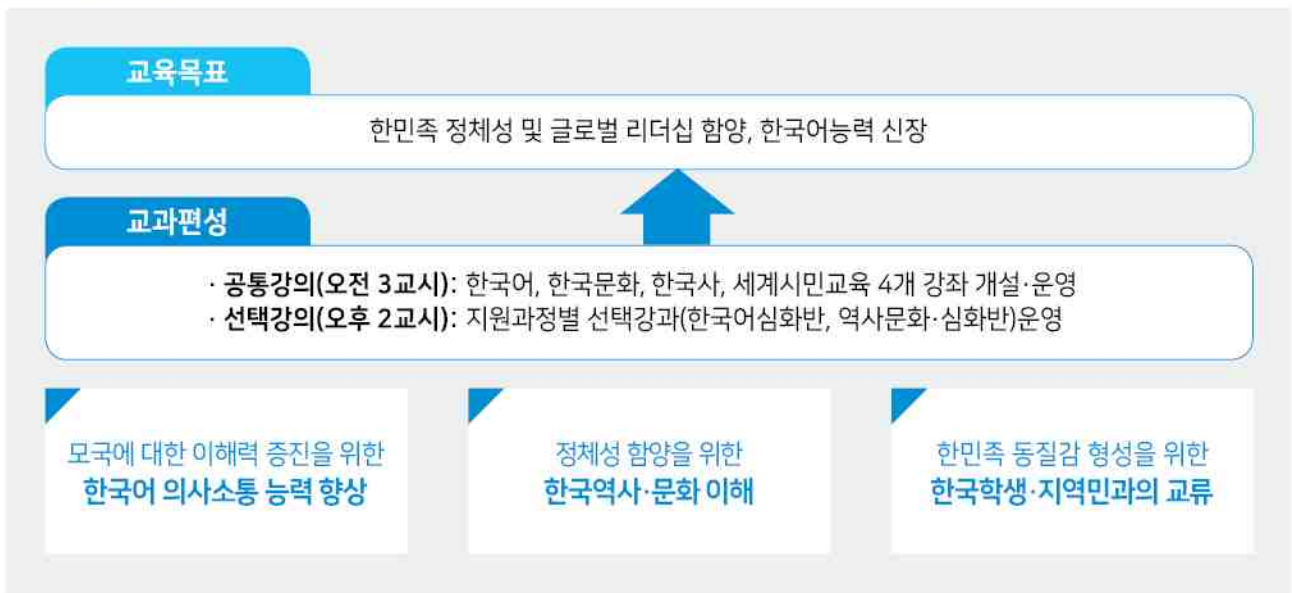 교육목표
한민족 정체성 및 글로벌 리더십 함양, 한국어능력 신장
교과편성
· 공통강의(오전 3교시): 한국어, 한국문화, 한국사, 세계시민교육 4개 강좌 개설·운영
· 선택강의(오후 2교시): 지원과정별 선택강과(한국어심화반, 역사문화·심화반)운영
모국에 대한 이해력 증진을 위한
한국어 의사소통 능력 향상
정체성 함양을 위한
한국역사·문화 이해
한민족 동질감 형성을 위한
한국학생·지역민과의 교류